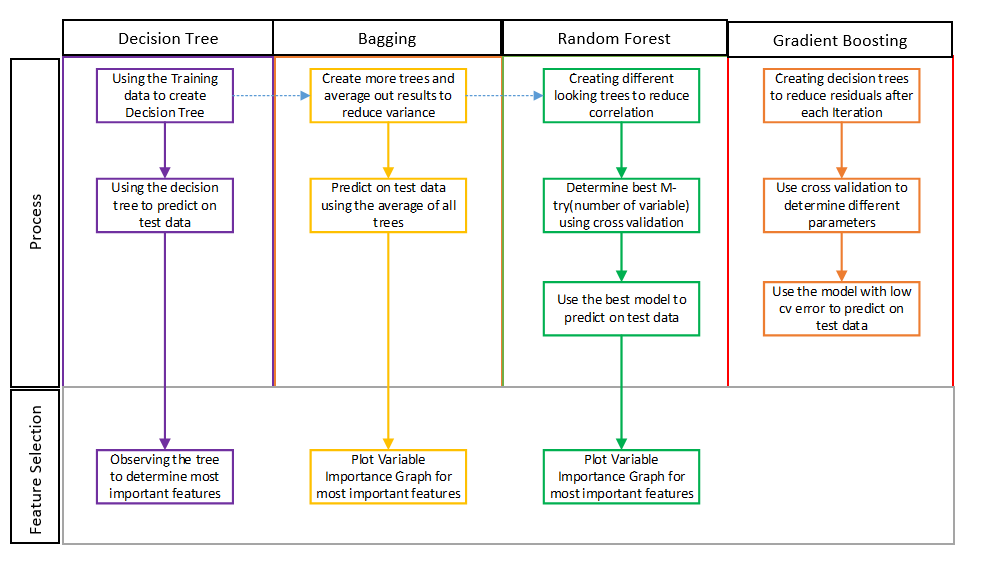 Decision Tree
Bagging
Random Forest
Gradient Boosting
Process
Using the Training
data to create
Decision Tree
Create more trees and
average out results to
reduce variance
Creating different
looking trees to reduce
correlation
Creating decision trees
to reduce residuals after
each Iteration
Using the decision
tree to predict on
test data
Predict on test data
using the average of all
trees
Determine best M-
try(number of variable)
using cross validation
Use cross validation to
determine different
parameters
Use the best model to
predict on test data
Use the model with low
cv error to predict on
test data
Feature Selection
Observing the tree
to determine most
important features
Plot Variable
Importance Graph for
most important features
Plot Variable
Importance Graph for
most important features